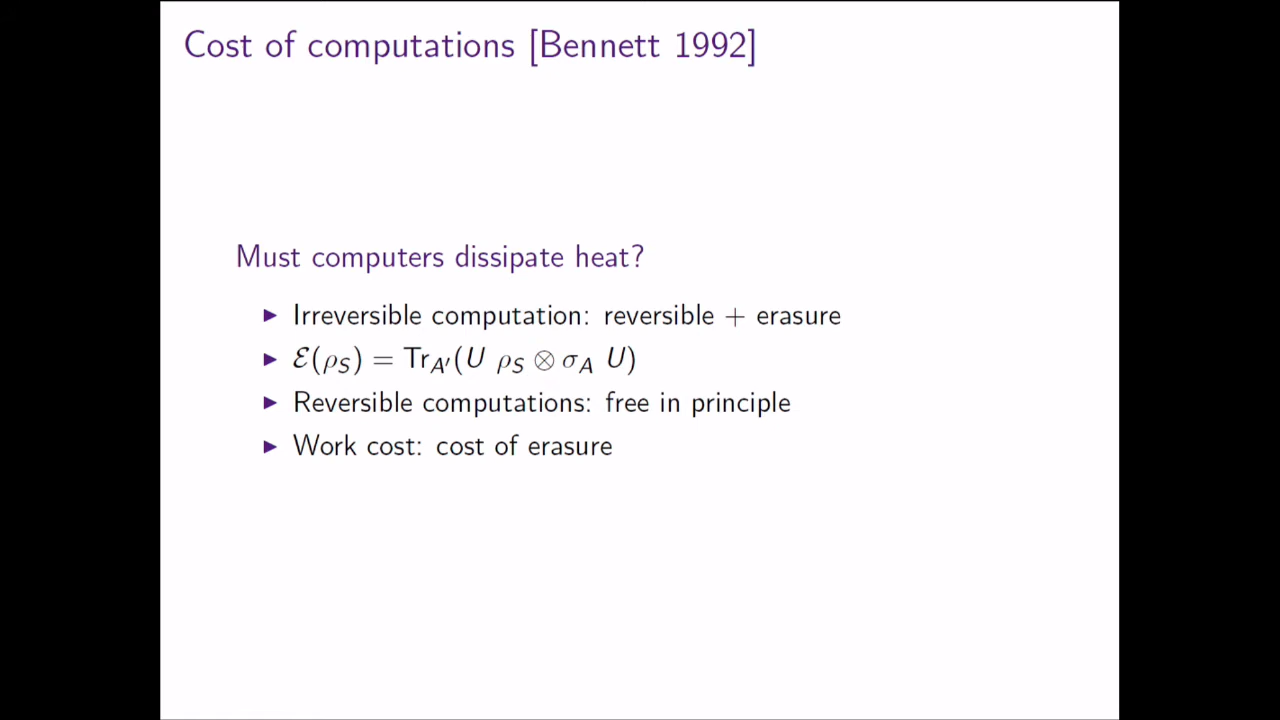 Cost of computations [Bennett 1992]
Must computers dissipate heat?
▶ Irreversible computation: reversible + erasure
▶ ℰ(ρ_S) = Tr_{A′}(U ρ_S ⊗ σ_A U)
▶ Reversible computations: free in principle
▶ Work cost: cost of erasure